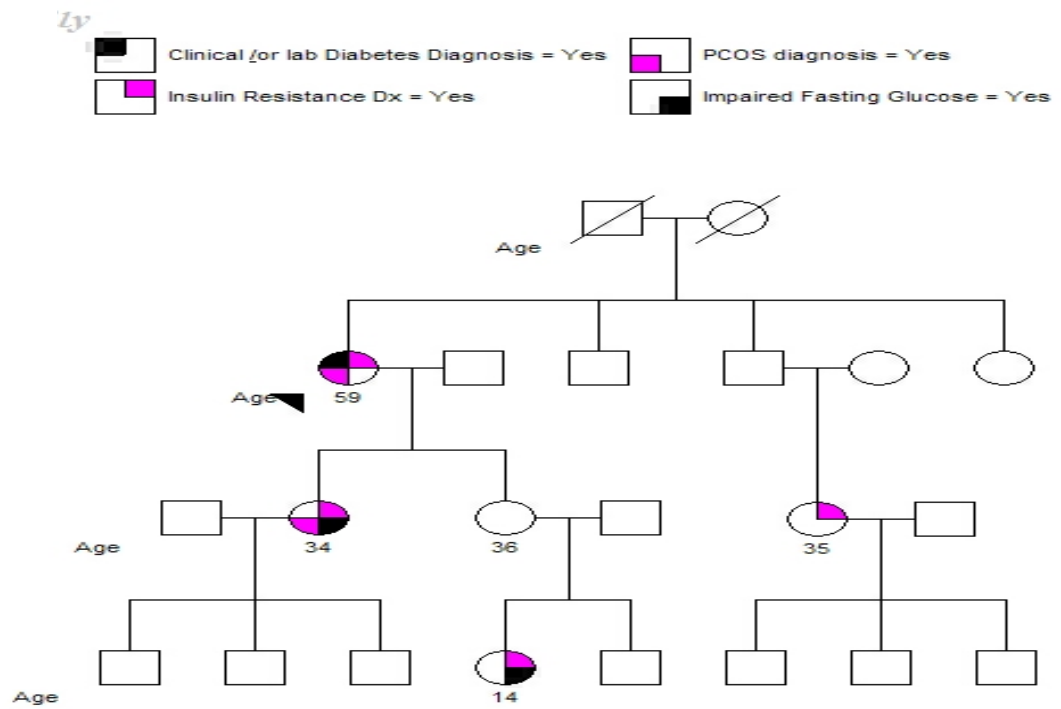 ly
Clinical /or lab Diabetes Diagnosis = Yes
PCOS diagnosis = Yes
Insulin Resistance Dx = Yes
Impaired Fasting Glucose = Yes
Age
Age 59
Age 34 36 35
Age 14